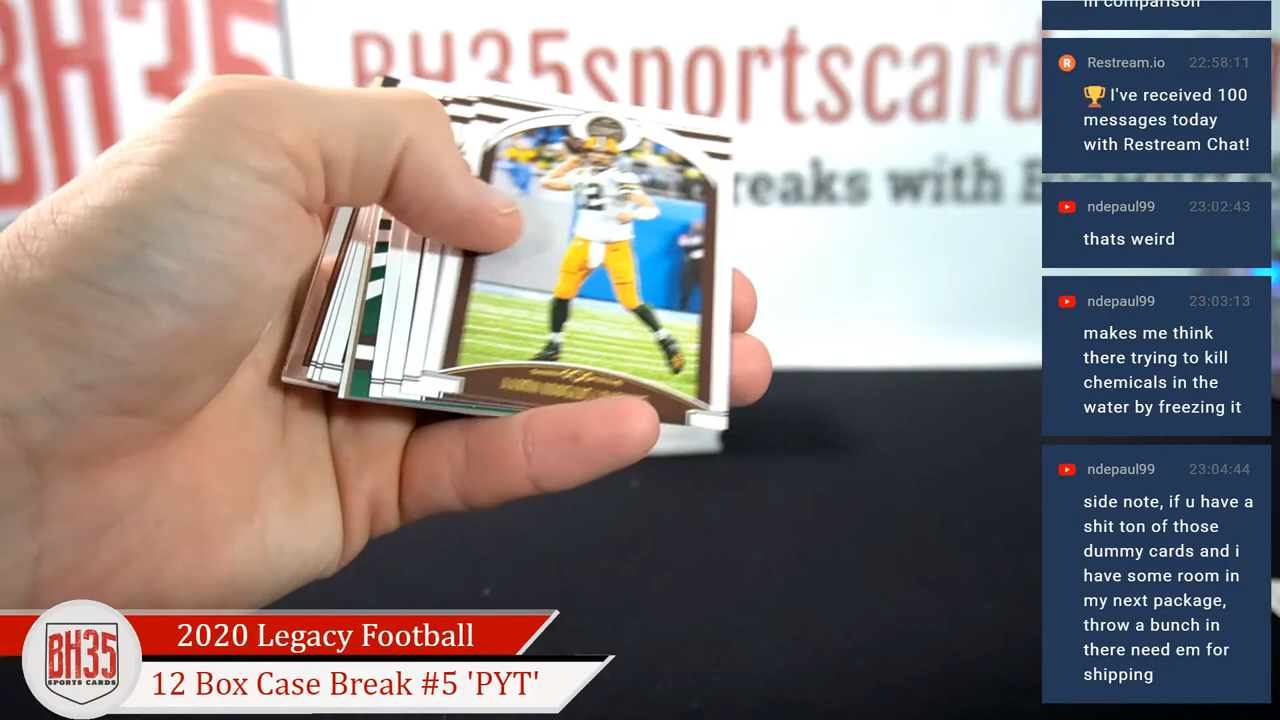 BH35
BH35sportscard
reaks with
12
in comparison
Restream.io 22:58:11
🏆 I've received 100
messages today
with Restream Chat!
ndepaul99 23:02:43
thats weird
ndepaul99 23:03:13
makes me think
there trying to kill
chemicals in the
water by freezing it
ndepaul99 23:04:44
side note, if u have a
shit ton of those
dummy cards and i
have some room in
my next package,
throw a bunch in
there need em for
shipping
BH35
SPORTS CARDS
2020 Legacy Football
12 Box Case Break #5 'PYT'